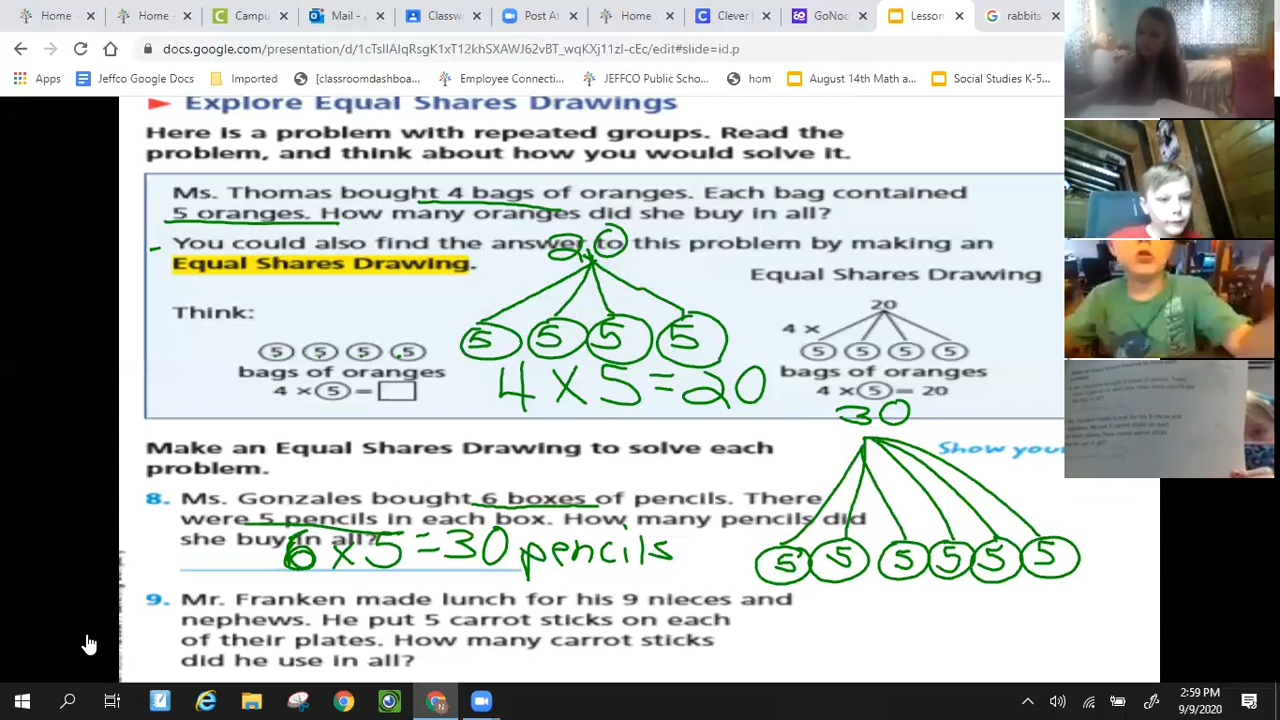 Home -
Home -
Campu
Mail -
Classw
Post At
Home -
Clever
GoNoo
Lesson
rabbits
docs.google.com/presentation/d/
Apps
Jeffco Google Docs
Imported
[classroomdashboa...
Employee Connecti...
JEFFCO Public Scho...
hom
August 14th Math a...
Social Studies K-5...
Explore Equal Shares Drawings
Here is a problem with repeated groups. Read the
problem, and think about how you would solve it.
Ms. Thomas bought 4 bags of oranges. Each bag contained
5 oranges. How many oranges did she buy in all?
You could also find the answer to this problem by making an
Equal Shares Drawing.
20
Equal Shares Drawing
Think:
20
4 ×
5 5 5 5
5 5 5 5
5 5 5 5
bags of oranges
bags of oranges
4 × 5 =
4 × 5 = 20
4 × 5 = 20
30
Make an Equal Shares Drawing to solve each
problem.
Show your
8. Ms. Gonzales bought 6 boxes of pencils. There
were 5 pencils in each box. How many pencils did
she buy in all?
6 × 5 = 30 pencils
5 5 5 5 5 5
9. Mr. Franken made lunch for his 9 nieces and
nephews. He put 5 carrot sticks on each
of their plates. How many carrot sticks
did he use in all?
2:59 PM
9/9/2020